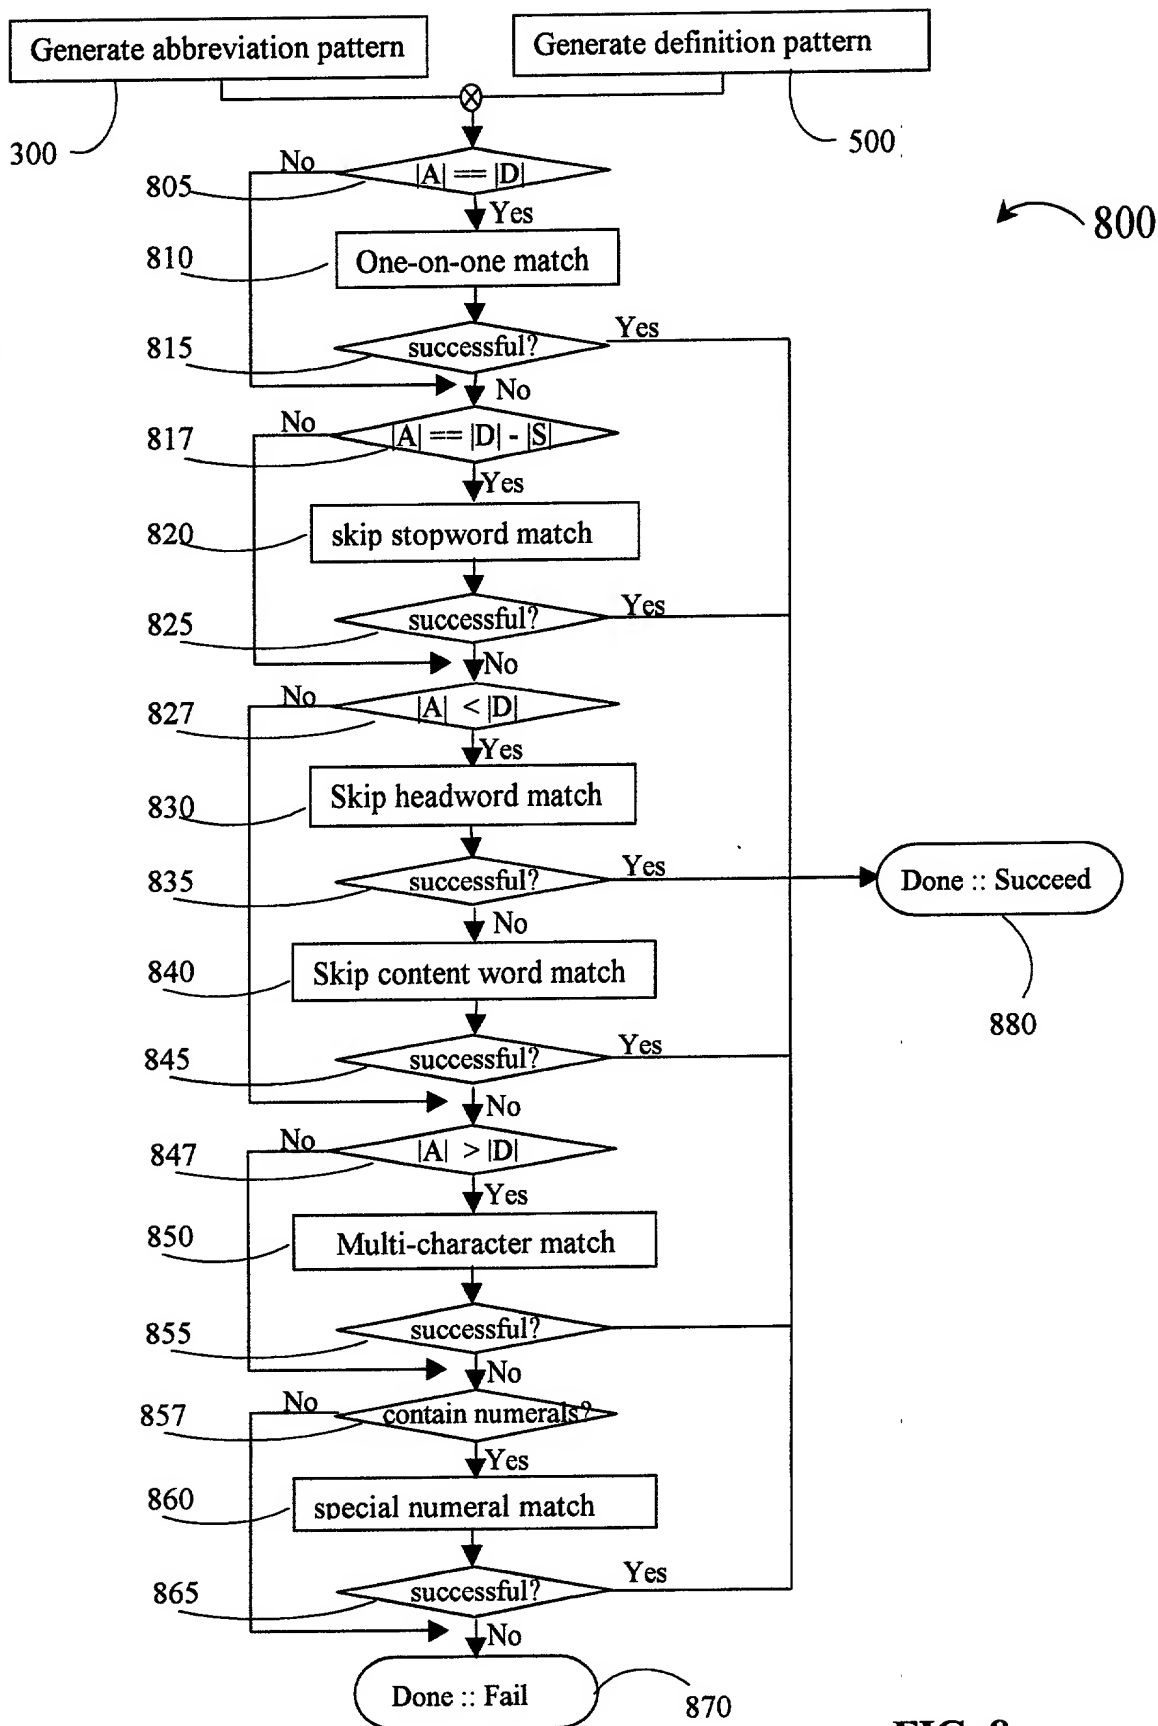 Generate abbreviation pattern
Generate definition pattern
300
500
No
|A| == |D|
805
Yes
800
810
One-on-one match
Yes
815
successful?
No
No
817
|A| == |D| - |S|
Yes
820
skip stopword match
Yes
825
successful?
No
No
827
|A| < |D|
Yes
830
Skip headword match
Yes
835
successful?
Done :: Succeed
No
840
Skip content word match
880
Yes
845
successful?
No
No
847
|A| > |D|
Yes
850
Multi-character match
855
successful?
No
No
857
contain numerals?
Yes
860
special numeral match
Yes
865
successful?
No
Done :: Fail
870
FIG. 8